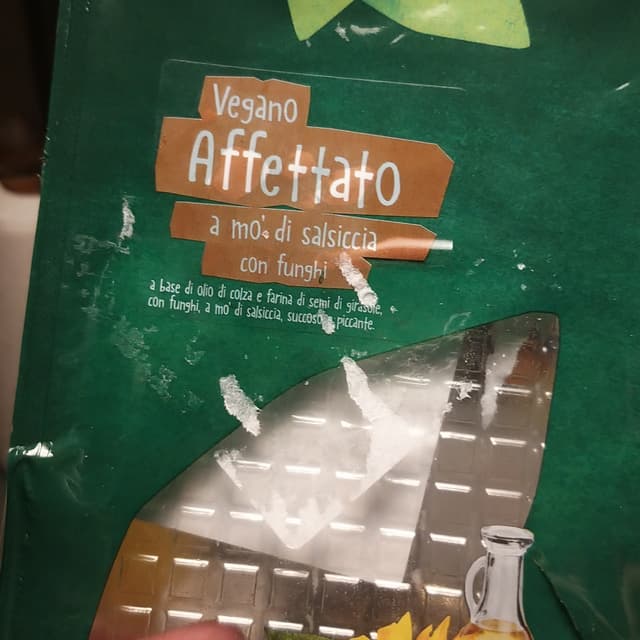 Vegano
Affettato
a mo' di salsiccia
con funghi
a base di olio di colza e farina di semi di girasole,
con funghi, a mo' di salsiccia, succoso e piccante.